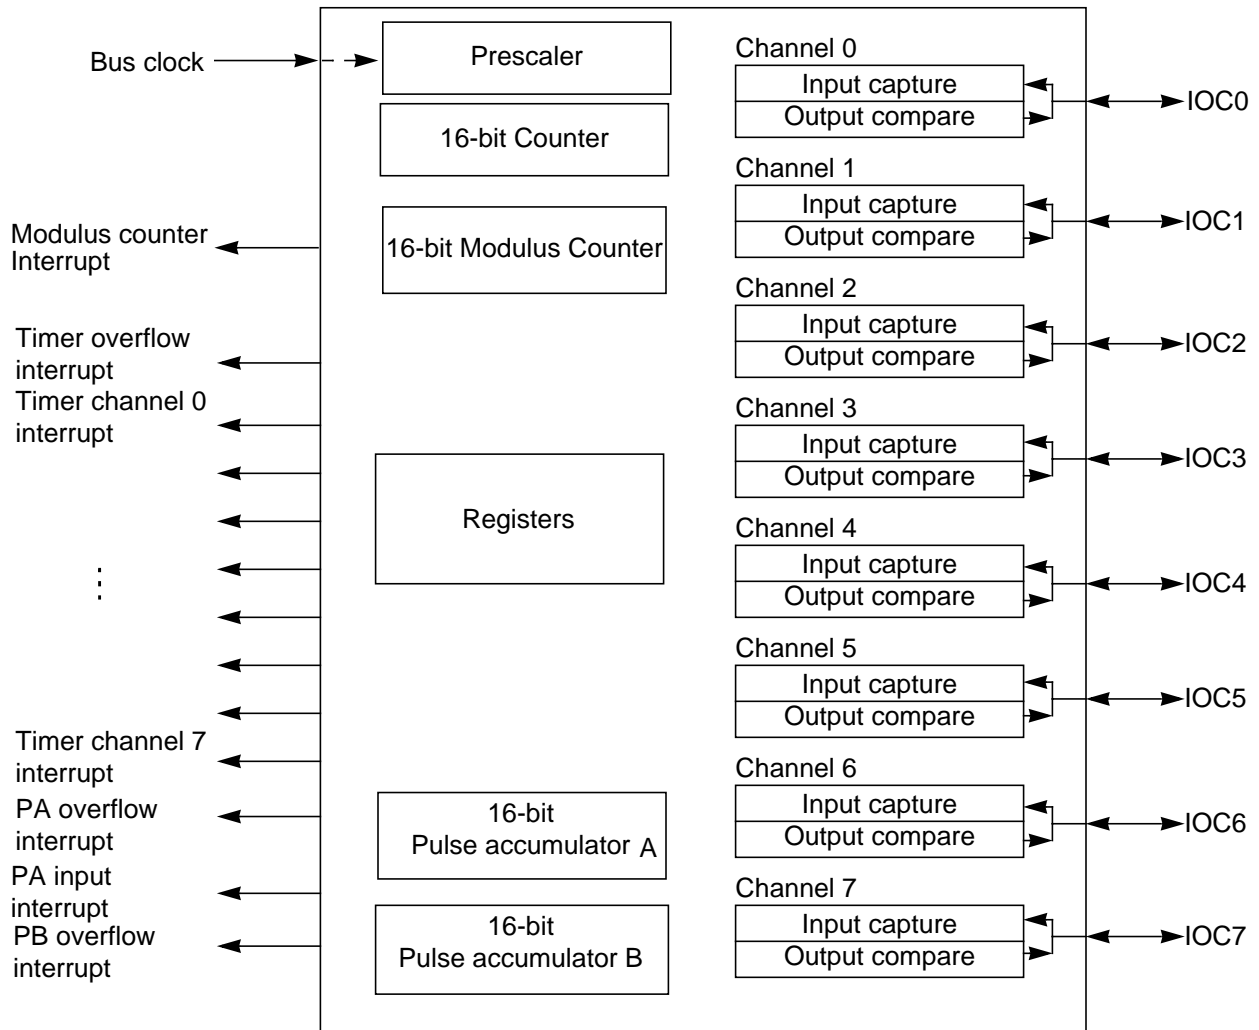 Bus clock
Modulus counter
Interrupt
Timer overflow
interrupt
Timer channel 0
interrupt
Timer channel 7
interrupt
PA overflow
interrupt
PA input
interrupt
PB overflow
interrupt
Prescaler
16-bit Counter
16-bit Modulus Counter
Registers
16-bit
Pulse accumulator A
16-bit
Pulse accumulator B
Channel 0
Input capture
Output compare
IOC0
Channel 1
Input capture
Output compare
IOC1
Channel 2
Input capture
Output compare
IOC2
Channel 3
Input capture
Output compare
IOC3
Channel 4
Input capture
Output compare
IOC4
Channel 5
Input capture
Output compare
IOC5
Channel 6
Input capture
Output compare
IOC6
Channel 7
Input capture
Output compare
IOC7